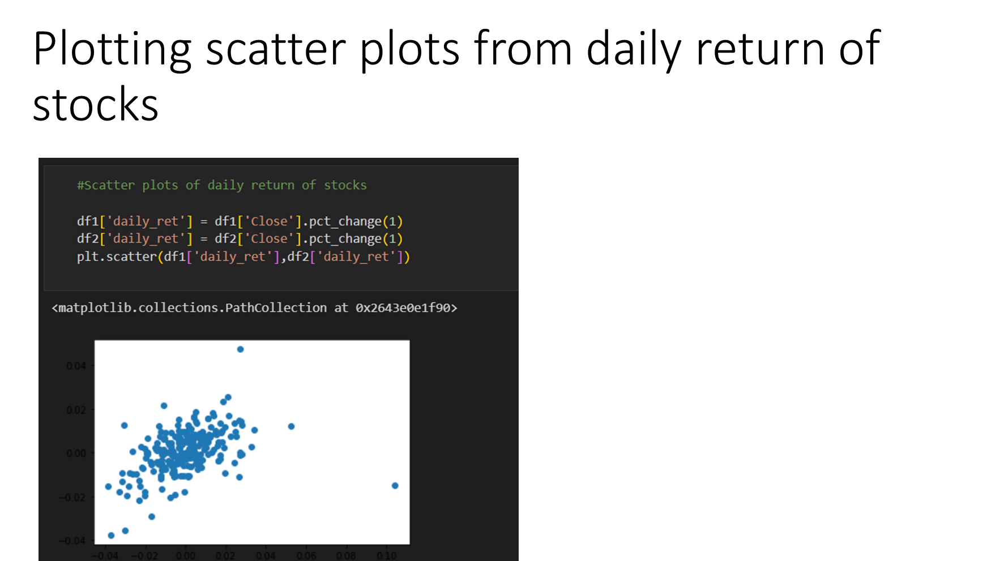 Plotting scatter plots from daily return of
stocks
#Scatter plots of daily return of stocks
df1['daily_ret'] = df1['Close'].pct_change(1)
df2['daily_ret'] = df2['Close'].pct_change(1)
plt.scatter(df1['daily_ret'],df2['daily_ret'])
<matplotlib.collections.PathCollection at 0x2643e0e1f90>
0.04
0.02
0.00
−0.02
−0.04
−0.04 −0.02 0.00 0.02 0.04 0.06 0.08 0.10